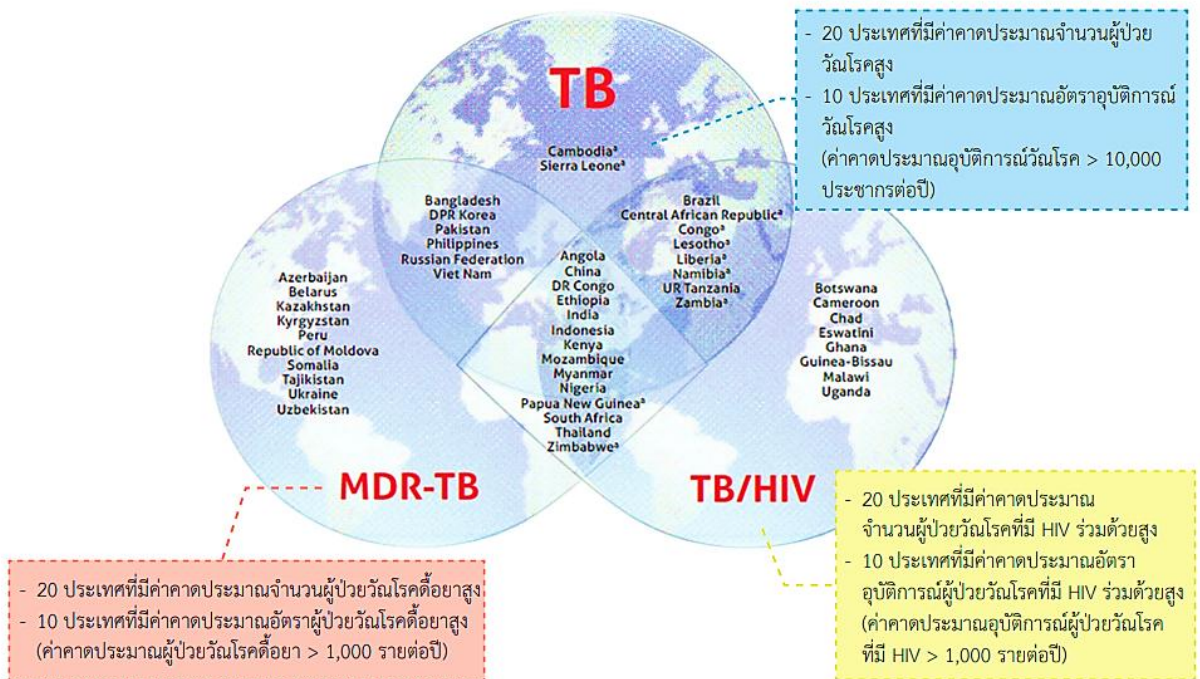 TB
Cambodiaᵃ
Sierra Leoneᵃ
- 20 ประเทศที่มีค่าคาดประมาณจำนวนผู้ป่วย
วัณโรคสูง
- 10 ประเทศที่มีค่าคาดประมาณอัตราอุบัติการณ์
วัณโรคสูง
(ค่าคาดประมาณอุบัติการณ์วัณโรค > 10,000
ประชากรต่อปี)
Bangladesh
DPR Korea
Pakistan
Philippines
Russian Federation
Viet Nam
Brazil
Central African Republicᵃ
Congoᵃ
Lesothoᵃ
Liberiaᵃ
Namibiaᵃ
UR Tanzania
Zambiaᵃ
Azerbaijan
Belarus
Kazakhstan
Kyrgyzstan
Peru
Republic of Moldova
Somalia
Tajikistan
Ukraine
Uzbekistan
Angola
China
DR Congo
Ethiopia
India
Indonesia
Kenya
Mozambique
Myanmar
Nigeria
Papua New Guineaᵃ
South Africa
Thailand
Zimbabweᵃ
Botswana
Cameroon
Chad
Eswatini
Ghana
Guinea-Bissau
Malawi
Uganda
MDR-TB
TB/HIV
- 20 ประเทศที่มีค่าคาดประมาณจำนวนผู้ป่วยวัณโรคดื้อยาสูง
- 10 ประเทศที่มีค่าคาดประมาณอัตราผู้ป่วยวัณโรคดื้อยาสูง
(ค่าคาดประมาณผู้ป่วยวัณโรคดื้อยา > 1,000 รายต่อปี)
- 20 ประเทศที่มีค่าคาดประมาณ
จำนวนผู้ป่วยวัณโรคที่มี HIV ร่วมด้วยสูง
- 10 ประเทศที่มีค่าคาดประมาณอัตรา
อุบัติการณ์ผู้ป่วยวัณโรคที่มี HIV ร่วมด้วยสูง
(ค่าคาดประมาณอุบัติการณ์ผู้ป่วยวัณโรค
ที่มี HIV > 1,000 รายต่อปี)